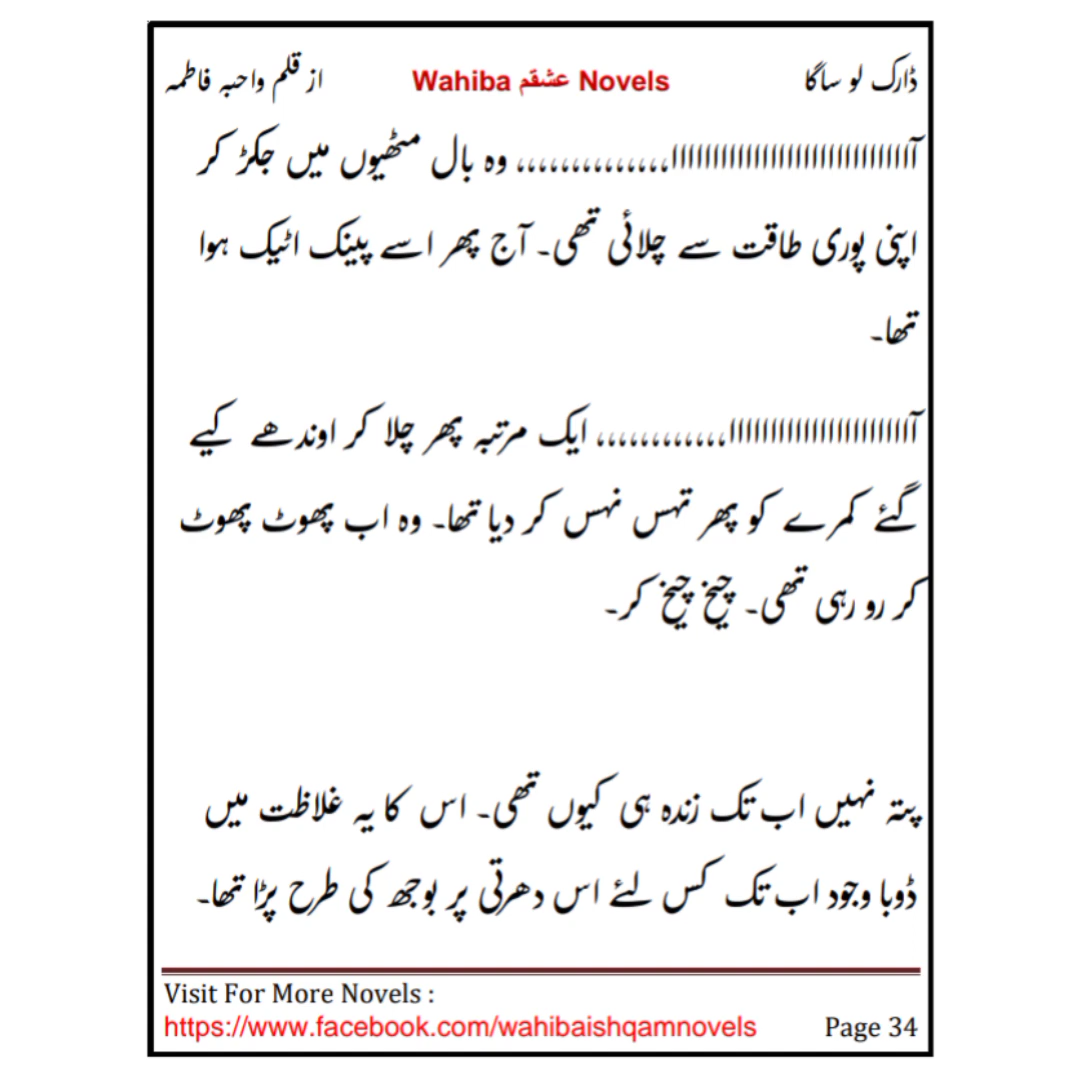 ڈارک لو ساگا Wahiba عشقم Novels از قلم واحبہ فاطمہ
آااااااااااااااااااااااااااااا،،،،،،،،،،،،،، وہ بال مٹھیوں میں جکڑ کر
اپنی پوری طاقت سے چلائی تھی۔ آج پھر اسے پینک اٹیک ہوا
تھا۔
آاااااااااااااااااااااا،،،،،،،،،،،، ایک مرتبہ پھر چلا کر اوندھے کیے
گئے کمرے کو پھر تہس نہس کر دیا تھا۔ وہ اب پھوٹ پھوٹ
کر رو رہی تھی۔ چیخ چیخ کر۔
پتہ نہیں اب تک زندہ ہی کیوں تھی۔ اس کا یہ غلاظت میں
ڈوبا وجود اب تک کس لئے اس دھرتی پر بوجھ کی طرح پڑا تھا۔
Visit For More Novels :
https://www.facebook.com/wahibaishqamnovels Page 34